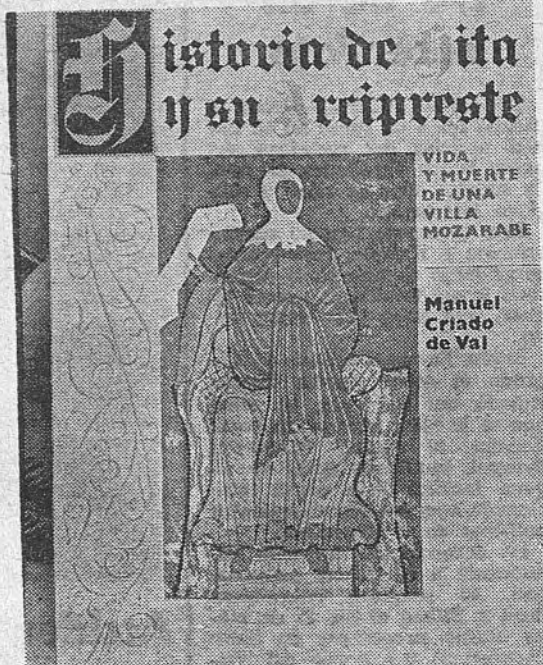 Historia de Hita
y su Arcipreste
VIDA
Y MUERTE
DE UNA
VILLA
MOZARABE
Manuel
Criado
de Val